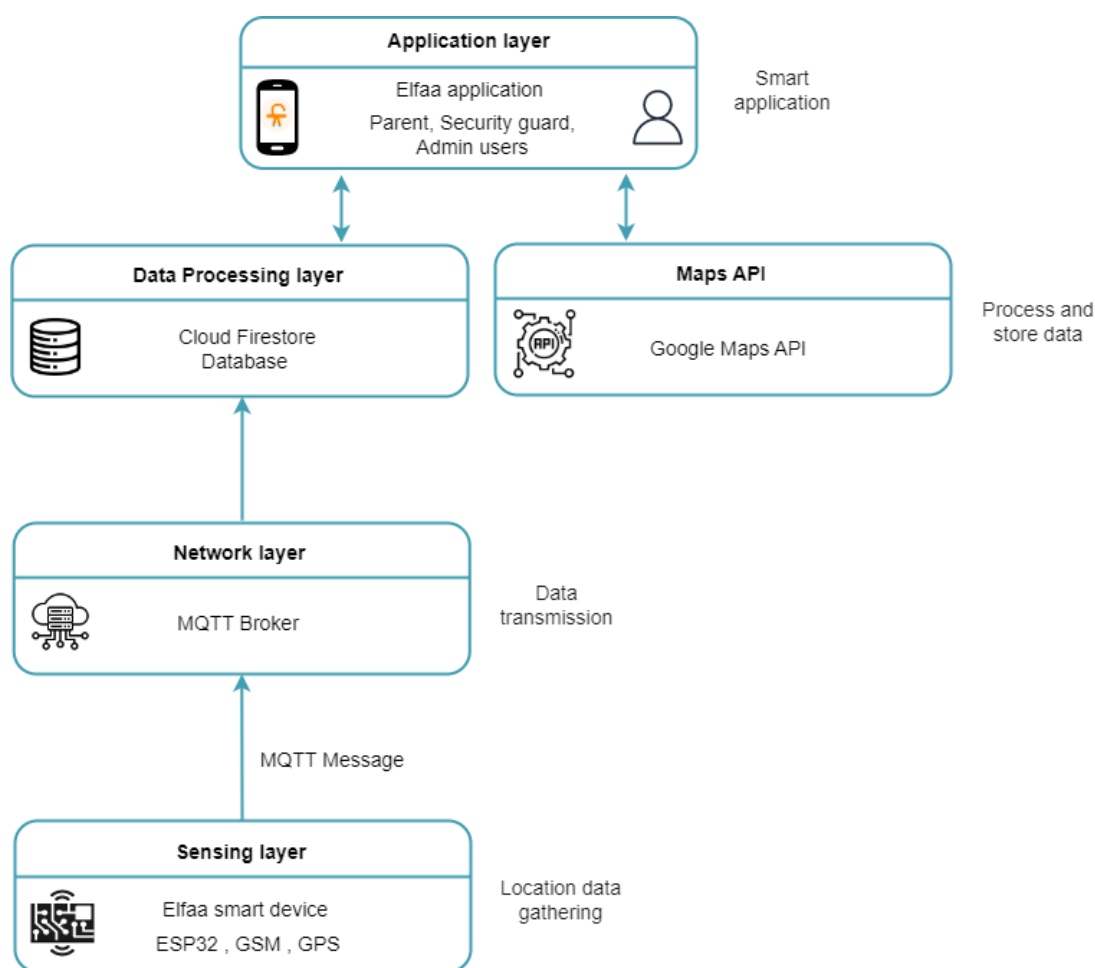 Application layer
Elfaa application
Parent, Security guard,
Admin users
Smart
application
Data Processing layer
Cloud Firestore
Database
Maps API
API
Google Maps API
Process and
store data
Network layer
MQTT Broker
Data
transmission
MQTT Message
Sensing layer
Elfaa smart device
ESP32 , GSM , GPS
Location data
gathering